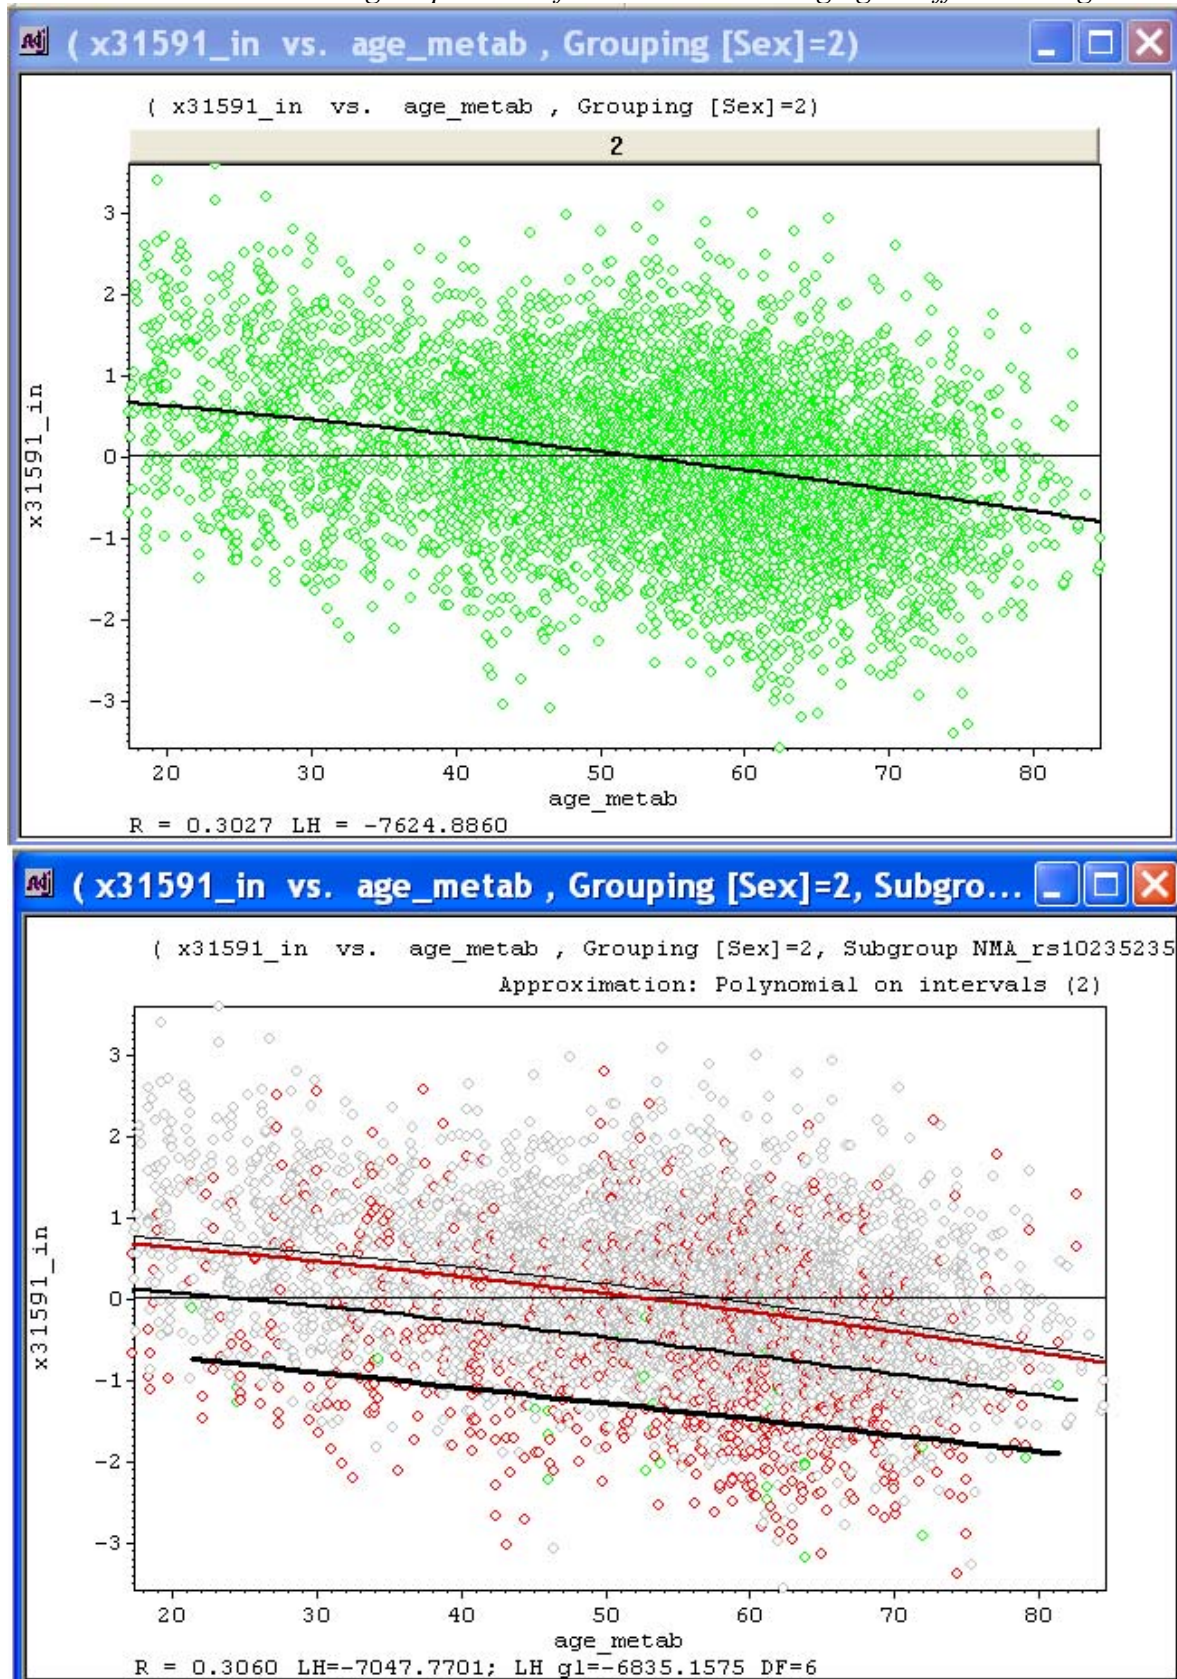 ( x31591_in vs. age_metab , Grouping [Sex]=2)
( x31591_in vs. age_metab , Grouping [Sex]=2)
2
3
2
1
0
-1
-2
-3
x31591_in
20 30 40 50 60 70 80
age_metab
R = 0.3027 LH = -7624.8860
( x31591_in vs. age_metab , Grouping [Sex]=2, Subgro...
( x31591_in vs. age_metab , Grouping [Sex]=2, Subgroup NMA_rs10235235
Approximation: Polynomial on intervals (2)
3
2
1
0
-1
-2
-3
x31591_in
20 30 40 50 60 70 80
age_metab
R = 0.3060 LH=-7047.7701; LH gl=-6835.1575 DF=6